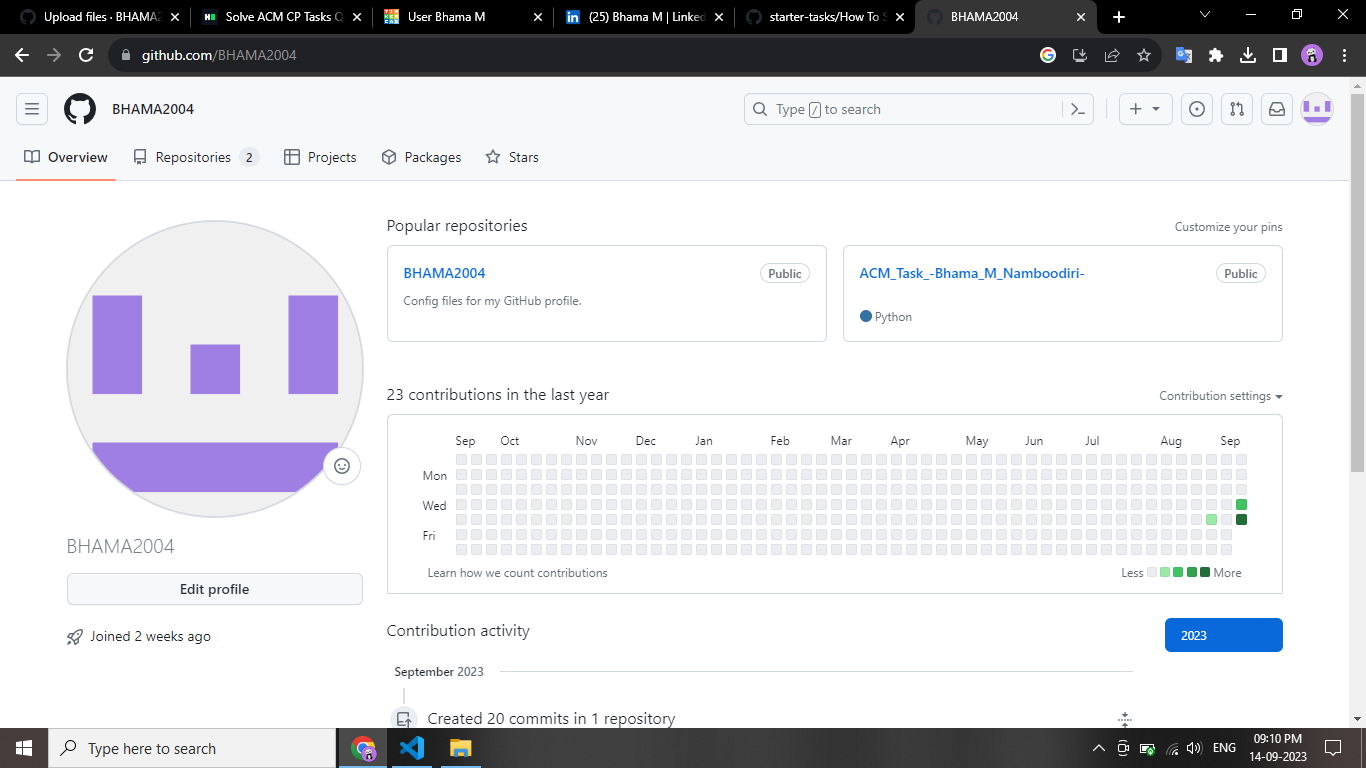 Upload files · BHAMA2
Solve ACM CP Tasks Q
User Bhama M
(25) Bhama M | Linked
starter-tasks/How To S
BHAMA2004
github.com/BHAMA2004
BHAMA2004
Type / to search
Overview
Repositories 2
Projects
Packages
Stars
Popular repositories
Customize your pins
BHAMA2004
Public
Config files for my GitHub profile.
ACM_Task_-Bhama_M_Namboodiri-
Public
Python
23 contributions in the last year
Contribution settings
Sep Oct Nov Dec Jan Feb Mar Apr May Jun Jul Aug Sep
Mon
Wed
Fri
Learn how we count contributions
Less More
BHAMA2004
Edit profile
Joined 2 weeks ago
Contribution activity
2023
September 2023
Created 20 commits in 1 repository
Type here to search
ENG
09:10 PM
14-09-2023